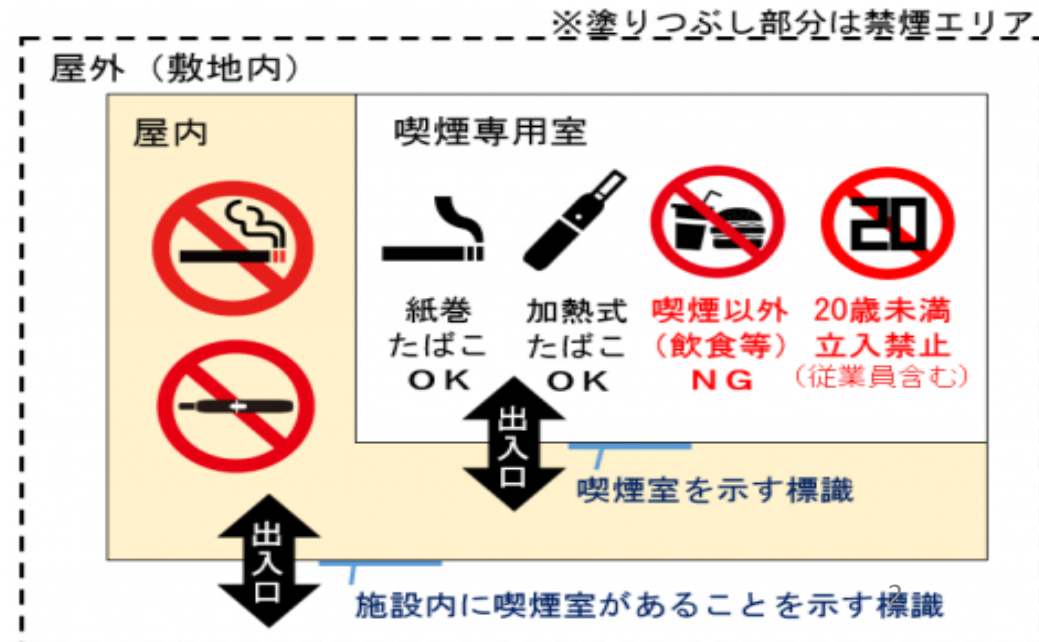 ※塗りつぶし部分は禁煙エリア
屋外（敷地内）
屋内
喫煙専用室
20
紙巻
たばこ
ＯＫ
加熱式
たばこ
ＯＫ
喫煙以外
（飲食等）
ＮＧ
20歳未満
立入禁止
（従業員含む）
出入口
喫煙室を示す標識
出入口
施設内に喫煙室があることを示す標識